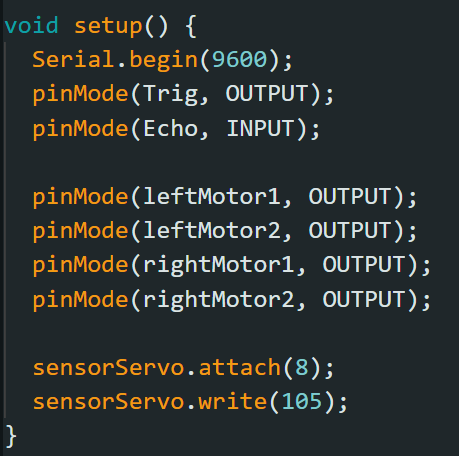 void setup() {
  Serial.begin(9600);
  pinMode(Trig, OUTPUT);
  pinMode(Echo, INPUT);

  pinMode(leftMotor1, OUTPUT);
  pinMode(leftMotor2, OUTPUT);
  pinMode(rightMotor1, OUTPUT);
  pinMode(rightMotor2, OUTPUT);

  sensorServo.attach(8);
  sensorServo.write(105);
}